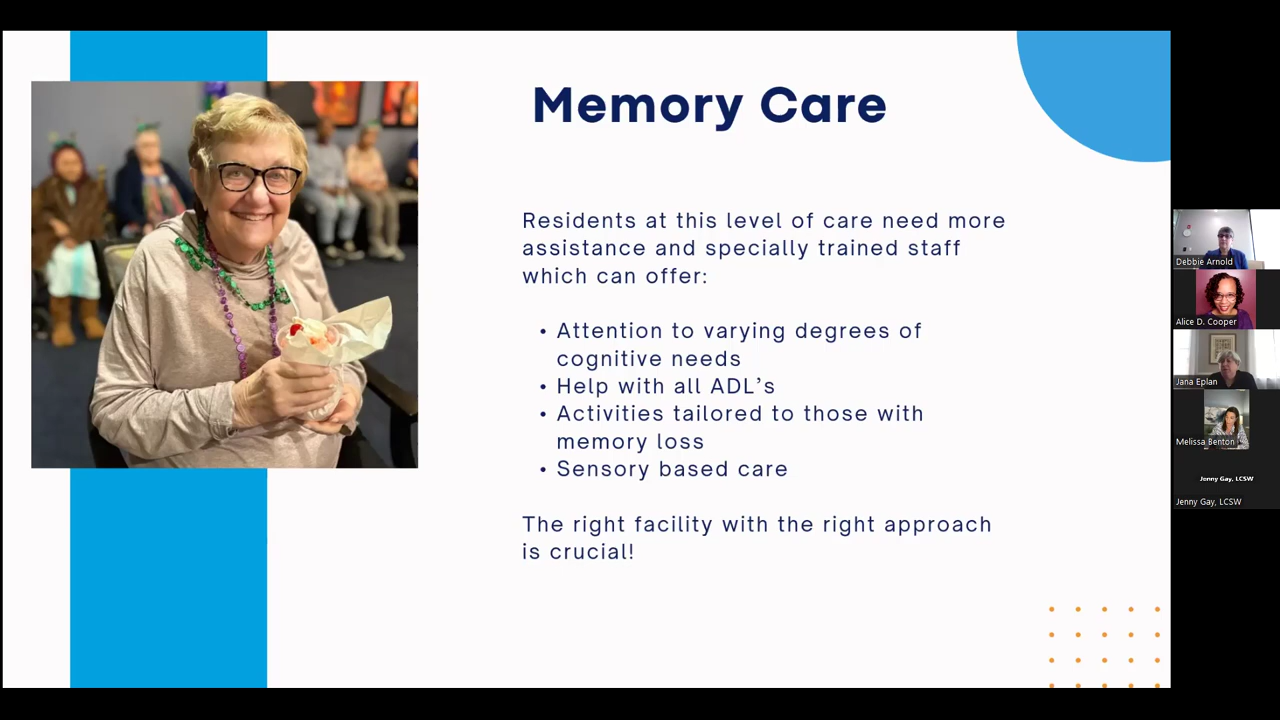 Memory Care
Residents at this level of care need more
assistance and specially trained staff
which can offer:
• Attention to varying degrees of
cognitive needs
• Help with all ADL’s
• Activities tailored to those with
memory loss
• Sensory based care
The right facility with the right approach
is crucial!
Debbie Arnold
Alice D. Cooper
Jana Eplan
Melissa Benton
Jenny Gay, LCSW
Jenny Gay, LCSW